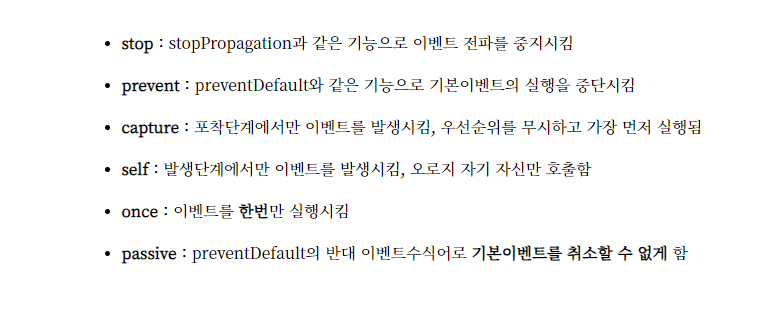 • stop : stopPropagation과 같은 기능으로 이벤트 전파를 중지시킴
• prevent : preventDefault와 같은 기능으로 기본이벤트의 실행을 중단시킴
• capture : 포착단계에서만 이벤트를 발생시킴, 우선순위를 무시하고 가장 먼저 실행됨
• self : 발생단계에서만 이벤트를 발생시킴, 오로지 자기 자신만 호출함
• once : 이벤트를 한번만 실행시킴
• passive : preventDefault의 반대 이벤트수식어로 기본이벤트를 취소할 수 없게 함